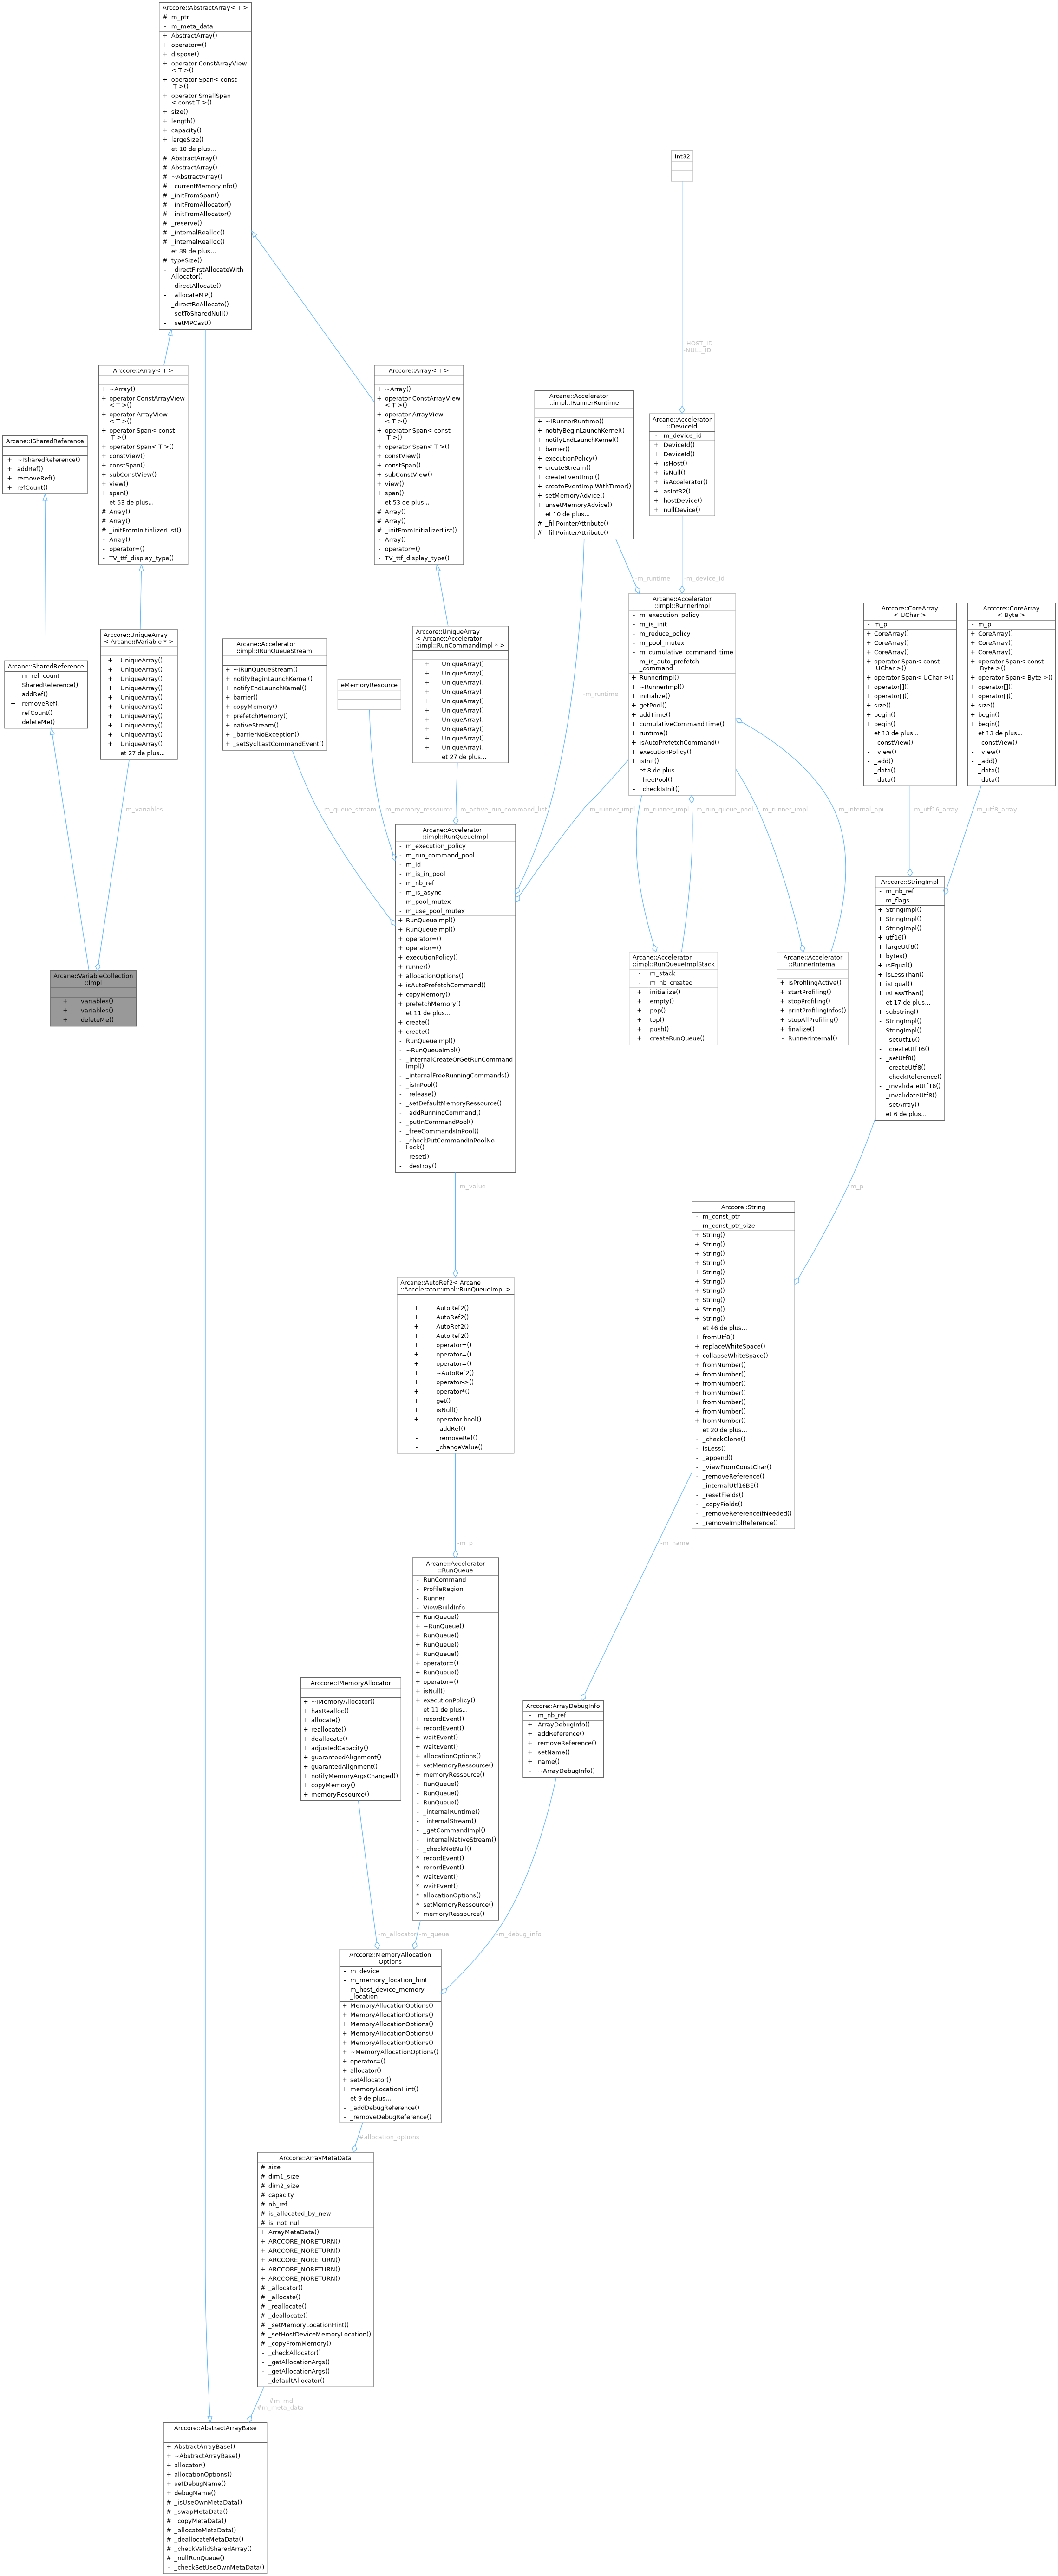 Arccore::AbstractArray< T >
# m_ptr
- m_meta_data
+ AbstractArray()
+ operator=()
+ dispose()
+ operator ConstArrayView
< T >()
+ operator Span< const
T >()
+ operator SmallSpan
< const T >()
+ size()
+ length()
+ capacity()
+ largeSize()
et 10 de plus...
# AbstractArray()
# AbstractArray()
# ~AbstractArray()
# _currentMemoryInfo()
# _initFromSpan()
# _initFromAllocator()
# _initFromAllocator()
# _reserve()
# _internalRealloc()
# _internalRealloc()
et 39 de plus...
# typeSize()
- _directFirstAllocateWith
Allocator()
- _directAllocate()
- _allocateMP()
- _directReAllocate()
- _setToSharedNull()
- _setMPCast()
Int32
-HOST_ID
-NULL_ID
Arccore::Array< T >
+ ~Array()
+ operator ConstArrayView
< T >()
+ operator ArrayView
< T >()
+ operator Span< const
T >()
+ operator Span< T >()
+ constView()
+ constSpan()
+ subConstView()
+ view()
+ span()
et 53 de plus...
# Array()
# Array()
# _initFromInitializerList()
- Array()
- operator=()
- TV_ttf_display_type()
Arccore::Array< T >
+ ~Array()
+ operator ConstArrayView
< T >()
+ operator ArrayView
< T >()
+ operator Span< const
T >()
+ operator Span< T >()
+ constView()
+ constSpan()
+ subConstView()
+ view()
+ span()
et 53 de plus...
# Array()
# Array()
# _initFromInitializerList()
- Array()
- operator=()
- TV_ttf_display_type()
Arcane::Accelerator
::impl::IRunnerRuntime
+ ~IRunnerRuntime()
+ notifyBeginLaunchKernel()
+ notifyEndLaunchKernel()
+ barrier()
+ executionPolicy()
+ createStream()
+ createEventImpl()
+ createEventImplWithTimer()
+ setMemoryAdvice()
+ unsetMemoryAdvice()
et 10 de plus...
# _fillPointerAttribute()
# _fillPointerAttribute()
Arcane::Accelerator
::DeviceId
- m_device_id
+ DeviceId()
+ DeviceId()
+ isHost()
+ isNull()
+ isAccelerator()
+ asInt32()
+ hostDevice()
+ nullDevice()
Arcane::ISharedReference
+ ~ISharedReference()
+ addRef()
+ removeRef()
+ refCount()
-m_runtime
-m_device_id
Arcane::SharedReference
- m_ref_count
+ SharedReference()
+ addRef()
+ removeRef()
+ refCount()
+ deleteMe()
Arccore::UniqueArray
< Arcane::IVariable * >
+ UniqueArray()
+ UniqueArray()
+ UniqueArray()
+ UniqueArray()
+ UniqueArray()
+ UniqueArray()
+ UniqueArray()
+ UniqueArray()
+ UniqueArray()
+ UniqueArray()
et 27 de plus...
Arcane::Accelerator
::impl::IRunQueueStream
+ ~IRunQueueStream()
+ notifyBeginLaunchKernel()
+ notifyEndLaunchKernel()
+ barrier()
+ copyMemory()
+ prefetchMemory()
+ nativeStream()
+ _barrierNoException()
+ _setSyclLastCommandEvent()
eMemoryResource
Arccore::UniqueArray
< Arcane::Accelerator
::impl::RunCommandImpl * >
+ UniqueArray()
+ UniqueArray()
+ UniqueArray()
+ UniqueArray()
+ UniqueArray()
+ UniqueArray()
+ UniqueArray()
+ UniqueArray()
+ UniqueArray()
+ UniqueArray()
et 27 de plus...
-m_runtime
Arcane::Accelerator
::impl::RunnerImpl
- m_execution_policy
- m_is_init
- m_reduce_policy
- m_pool_mutex
- m_cumulative_command_time
- m_is_auto_prefetch
_command
+ RunnerImpl()
+ ~RunnerImpl()
+ initialize()
+ getPool()
+ addTime()
+ cumulativeCommandTime()
+ runtime()
+ isAutoPrefetchCommand()
+ executionPolicy()
+ isInit()
et 8 de plus...
- _freePool()
- _checkIsInit()
Arccore::CoreArray
< UChar >
- m_p
+ CoreArray()
+ CoreArray()
+ CoreArray()
+ operator Span< const
UChar >()
+ operator Span< UChar >()
+ operator[]()
+ operator[]()
+ size()
+ begin()
+ begin()
et 13 de plus...
- _constView()
- _view()
- _add()
- _data()
- _data()
Arccore::CoreArray
< Byte >
- m_p
+ CoreArray()
+ CoreArray()
+ CoreArray()
+ operator Span< const
Byte >()
+ operator Span< Byte >()
+ operator[]()
+ operator[]()
+ size()
+ begin()
+ begin()
et 13 de plus...
- _constView()
- _view()
- _add()
- _data()
- _data()
-m_variables
-m_queue_stream
-m_memory_ressource
-m_active_run_command_list
-m_runner_impl
-m_runner_impl
-m_run_queue_pool
-m_runner_impl
-m_internal_api
-m_utf16_array
-m_utf8_array
Arcane::VariableCollection
::Impl
+ variables()
+ variables()
+ deleteMe()
Arcane::Accelerator
::impl::RunQueueImpl
- m_execution_policy
- m_run_command_pool
- m_id
- m_is_in_pool
- m_nb_ref
- m_is_async
- m_pool_mutex
- m_use_pool_mutex
+ RunQueueImpl()
+ RunQueueImpl()
+ operator=()
+ operator=()
+ executionPolicy()
+ runner()
+ allocationOptions()
+ isAutoPrefetchCommand()
+ copyMemory()
+ prefetchMemory()
et 11 de plus...
+ create()
+ create()
- RunQueueImpl()
- ~RunQueueImpl()
- _internalCreateOrGetRunCommand
Impl()
- _internalFreeRunningCommands()
- _isInPool()
- _release()
- _setDefaultMemoryRessource()
- _addRunningCommand()
- _putInCommandPool()
- _freeCommandsInPool()
- _checkPutCommandInPoolNo
Lock()
- _reset()
- _destroy()
Arcane::Accelerator
::impl::RunQueueImplStack
- m_stack
- m_nb_created
+ initialize()
+ empty()
+ pop()
+ top()
+ push()
+ createRunQueue()
Arcane::Accelerator
::RunnerInternal
+ isProfilingActive()
+ startProfiling()
+ stopProfiling()
+ printProfilingInfos()
+ stopAllProfiling()
+ finalize()
- RunnerInternal()
Arccore::StringImpl
- m_nb_ref
- m_flags
+ StringImpl()
+ StringImpl()
+ StringImpl()
+ utf16()
+ largeUtf8()
+ bytes()
+ isEqual()
+ isLessThan()
+ isEqual()
+ isLessThan()
et 17 de plus...
+ substring()
- StringImpl()
- StringImpl()
- _setUtf16()
- _createUtf16()
- _setUtf8()
- _createUtf8()
- _checkReference()
- _invalidateUtf16()
- _invalidateUtf8()
- _setArray()
et 6 de plus...
-m_value
-m_p
Arccore::String
- m_const_ptr
- m_const_ptr_size
+ String()
+ String()
+ String()
+ String()
+ String()
+ String()
+ String()
+ String()
+ String()
+ String()
et 46 de plus...
+ fromUtf8()
+ replaceWhiteSpace()
+ collapseWhiteSpace()
+ fromNumber()
+ fromNumber()
+ fromNumber()
+ fromNumber()
+ fromNumber()
+ fromNumber()
+ fromNumber()
et 20 de plus...
- _checkClone()
- isLess()
- _append()
- _viewFromConstChar()
- _removeReference()
- _internalUtf16BE()
- _resetFields()
- _copyFields()
- _removeReferenceIfNeeded()
- _removeImplReference()
Arcane::AutoRef2< Arcane
::Accelerator::impl::RunQueueImpl >
+ AutoRef2()
+ AutoRef2()
+ AutoRef2()
+ AutoRef2()
+ operator=()
+ operator=()
+ operator=()
+ ~AutoRef2()
+ operator->()
+ operator*()
+ get()
+ isNull()
+ operator bool()
- _addRef()
- _removeRef()
- _changeValue()
-m_p
-m_name
Arcane::Accelerator
::RunQueue
- RunCommand
- ProfileRegion
- Runner
- ViewBuildInfo
+ RunQueue()
+ ~RunQueue()
+ RunQueue()
+ RunQueue()
+ RunQueue()
+ operator=()
+ RunQueue()
+ operator=()
+ isNull()
+ executionPolicy()
et 11 de plus...
+ recordEvent()
+ recordEvent()
+ waitEvent()
+ waitEvent()
+ allocationOptions()
+ setMemoryRessource()
+ memoryRessource()
- RunQueue()
- RunQueue()
- RunQueue()
- _internalRuntime()
- _internalStream()
- _getCommandImpl()
- _internalNativeStream()
- _checkNotNull()
* recordEvent()
* recordEvent()
* waitEvent()
* waitEvent()
* allocationOptions()
* setMemoryRessource()
* memoryRessource()
Arccore::IMemoryAllocator
+ ~IMemoryAllocator()
+ hasRealloc()
+ allocate()
+ reallocate()
+ deallocate()
+ adjustedCapacity()
+ guaranteedAlignment()
+ guarantedAlignment()
+ notifyMemoryArgsChanged()
+ copyMemory()
+ memoryResource()
Arccore::ArrayDebugInfo
- m_nb_ref
+ ArrayDebugInfo()
+ addReference()
+ removeReference()
+ setName()
+ name()
- ~ArrayDebugInfo()
-m_allocator
-m_queue
-m_debug_info
Arccore::MemoryAllocation
Options
- m_device
- m_memory_location_hint
- m_host_device_memory
_location
+ MemoryAllocationOptions()
+ MemoryAllocationOptions()
+ MemoryAllocationOptions()
+ MemoryAllocationOptions()
+ MemoryAllocationOptions()
+ ~MemoryAllocationOptions()
+ operator=()
+ allocator()
+ setAllocator()
+ memoryLocationHint()
et 9 de plus...
- _addDebugReference()
- _removeDebugReference()
#allocation_options
Arccore::ArrayMetaData
# size
# dim1_size
# dim2_size
# capacity
# nb_ref
# is_allocated_by_new
# is_not_null
+ ArrayMetaData()
+ ARCCORE_NORETURN()
+ ARCCORE_NORETURN()
+ ARCCORE_NORETURN()
+ ARCCORE_NORETURN()
+ ARCCORE_NORETURN()
# _allocator()
# _allocate()
# _reallocate()
# _deallocate()
# _setMemoryLocationHint()
# _setHostDeviceMemoryLocation()
# _copyFromMemory()
- _checkAllocator()
- _getAllocationArgs()
- _getAllocationArgs()
- _defaultAllocator()
#m_md
#m_meta_data
Arccore::AbstractArrayBase
+ AbstractArrayBase()
+ ~AbstractArrayBase()
+ allocator()
+ allocationOptions()
+ setDebugName()
+ debugName()
# _isUseOwnMetaData()
# _swapMetaData()
# _copyMetaData()
# _allocateMetaData()
# _deallocateMetaData()
# _checkValidSharedArray()
# _nullRunQueue()
- _checkSetUseOwnMetaData()